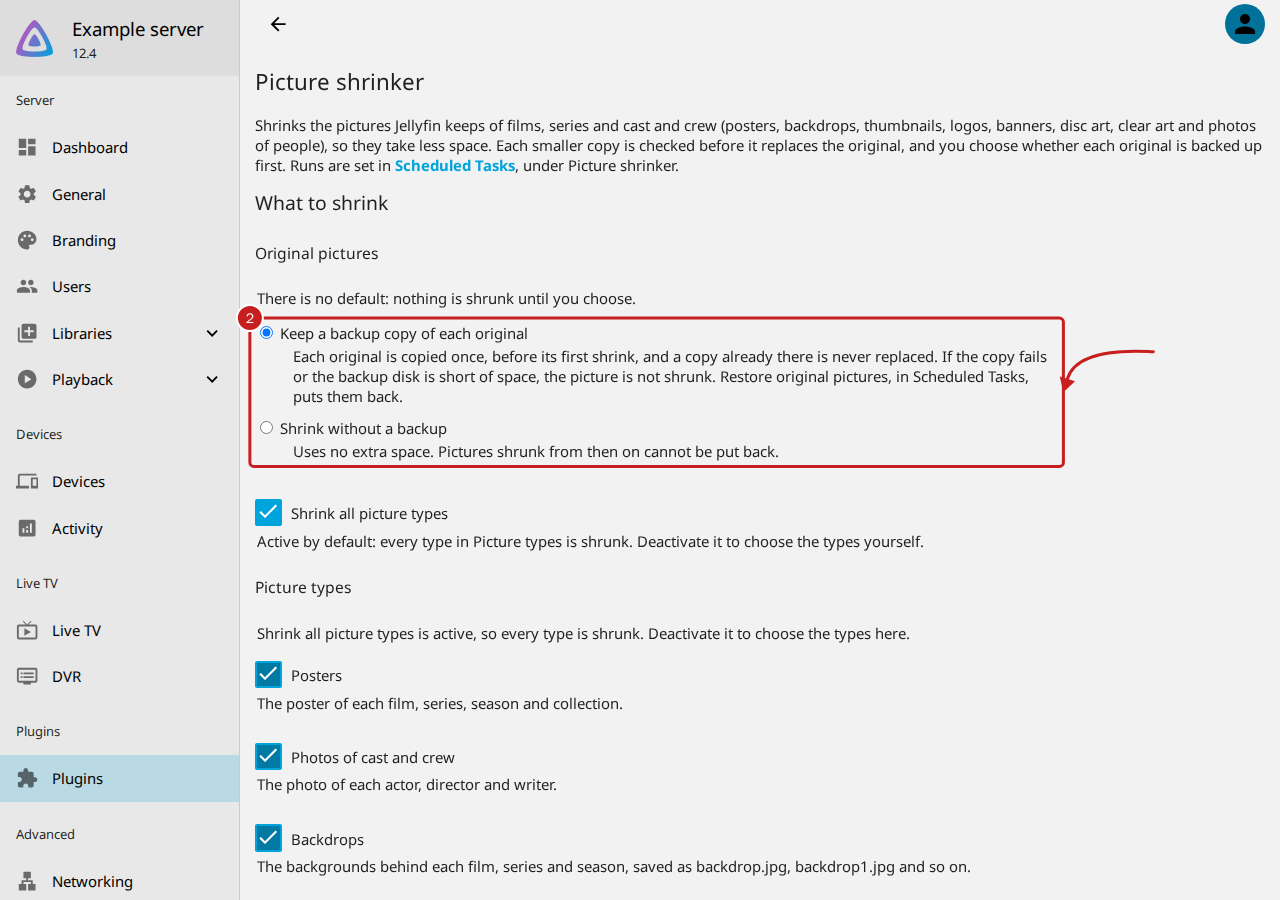 Example server
12.4
Server
Dashboard
General
Branding
Users
Libraries
Playback
Devices
Devices
Activity
Live TV
Live TV
DVR
Plugins
Plugins
Advanced
Networking
Picture shrinker
Shrinks the pictures Jellyfin keeps of films, series and cast and crew (posters, backdrops, thumbnails, logos, banners, disc art, clear art and photos
of people), so they take less space. Each smaller copy is checked before it replaces the original, and you choose whether each original is backed up
first. Runs are set in Scheduled Tasks, under Picture shrinker.
What to shrink
Original pictures
There is no default: nothing is shrunk until you choose.
2
Keep a backup copy of each original
Each original is copied once, before its first shrink, and a copy already there is never replaced. If the copy fails
or the backup disk is short of space, the picture is not shrunk. Restore original pictures, in Scheduled Tasks,
puts them back.
Shrink without a backup
Uses no extra space. Pictures shrunk from then on cannot be put back.
Shrink all picture types
Active by default: every type in Picture types is shrunk. Deactivate it to choose the types yourself.
Picture types
Shrink all picture types is active, so every type is shrunk. Deactivate it to choose the types here.
Posters
The poster of each film, series, season and collection.
Photos of cast and crew
The photo of each actor, director and writer.
Backdrops
The backgrounds behind each film, series and season, saved as backdrop.jpg, backdrop1.jpg and so on.